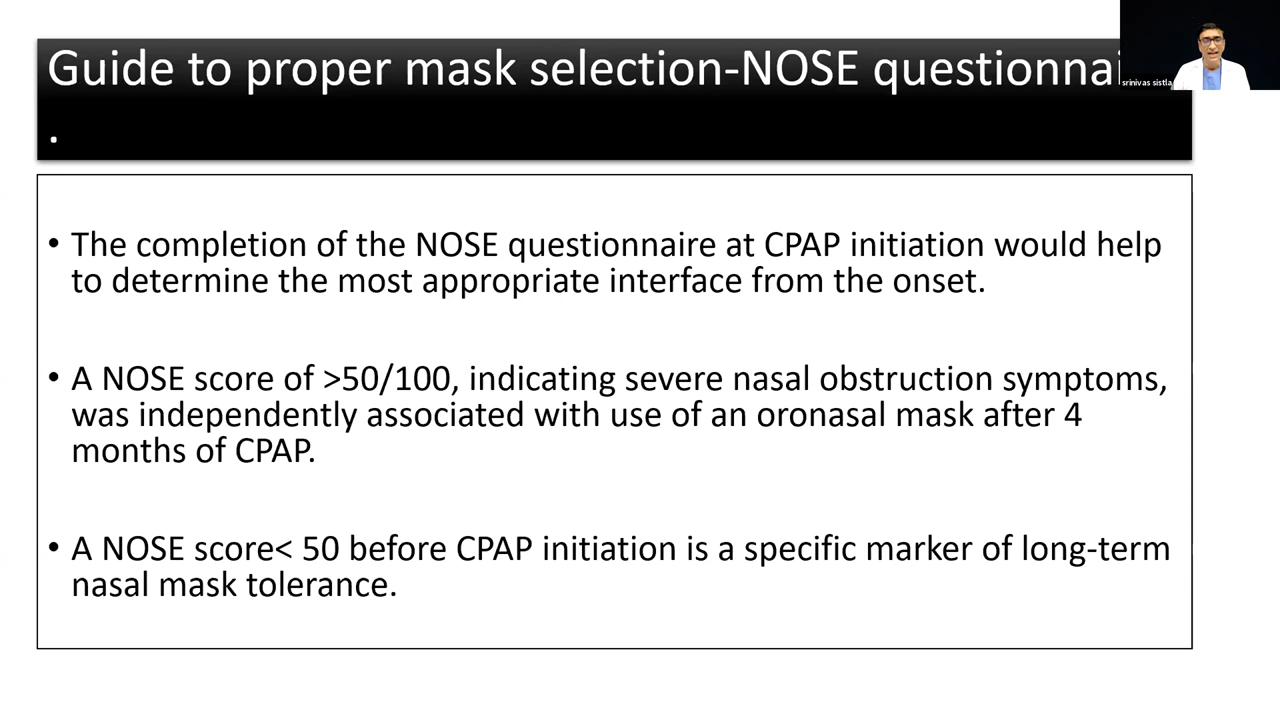 Guide to proper mask selection-NOSE questionnai
.
srinivas sistla
• The completion of the NOSE questionnaire at CPAP initiation would help
to determine the most appropriate interface from the onset.
• A NOSE score of >50/100, indicating severe nasal obstruction symptoms,
was independently associated with use of an oronasal mask after 4
months of CPAP.
• A NOSE score< 50 before CPAP initiation is a specific marker of long-term
nasal mask tolerance.